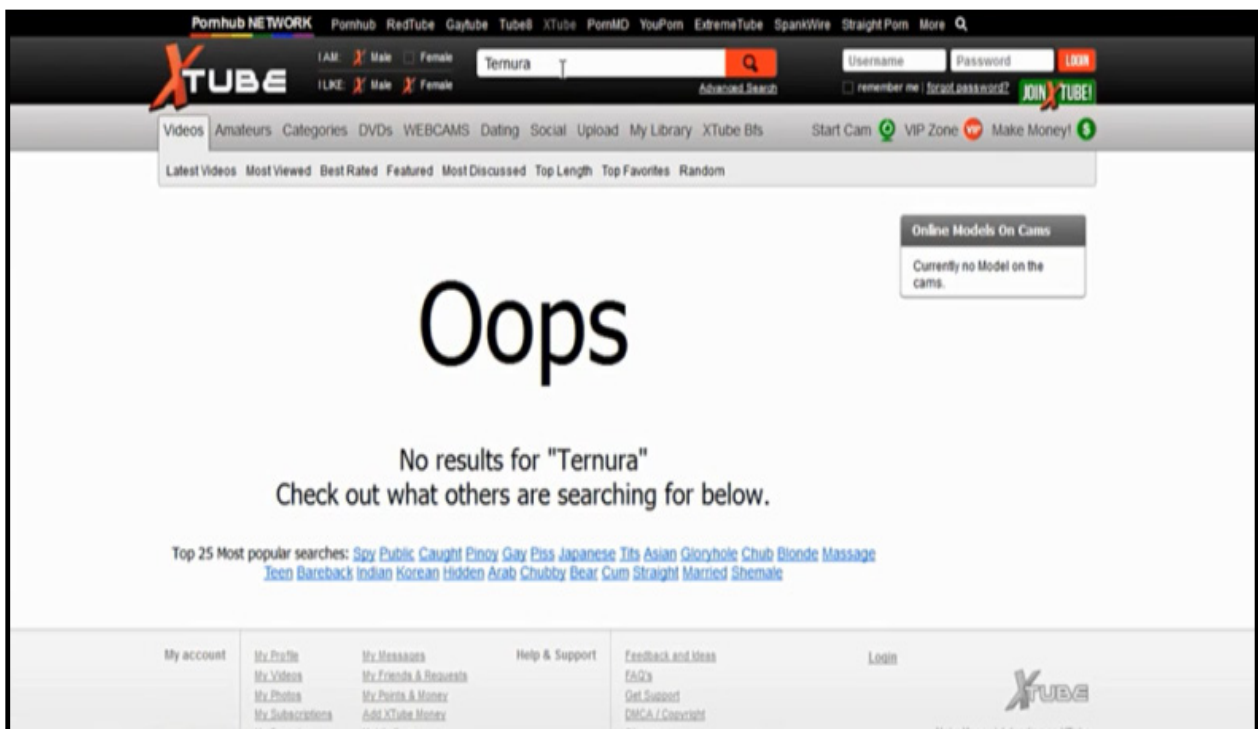 Pornhub NETWORK Pornhub RedTube Gaytube Tube8 XTube PornMD YouPorn ExtremeTube SpankWire Straight Porn More
XTUBE
I AM: Male Female
Ternura
Username Password LOGIN
I LIKE: Male Female
Advanced Search
remember me | forgot password?
JOIN XTUBE!
Videos Amateurs Categories DVDs WEBCAMS Dating Social Upload My Library XTube Bfs Start Cam VIP Zone VIP Make Money! $
Latest Videos Most Viewed Best Rated Featured Most Discussed Top Length Top Favorites Random
Online Models On Cams
Currently no Model on the
cams.
Oops
No results for "Ternura"
Check out what others are searching for below.
Top 25 Most popular searches: Spy Public Caught Pinoy Gay Piss Japanese Tits Asian Gloryhole Chub Blonde Massage
Teen Bareback Indian Korean Hidden Arab Chubby Bear Cum Straight Married Shemale
My account My Profile My Messages Help & Support Feedback and Ideas Login
My Videos My Friends & Requests FAQ's
My Photos My Points & Money Get Support
My Subscriptions Add XTube Money DMCA / Copyright
XTUBE